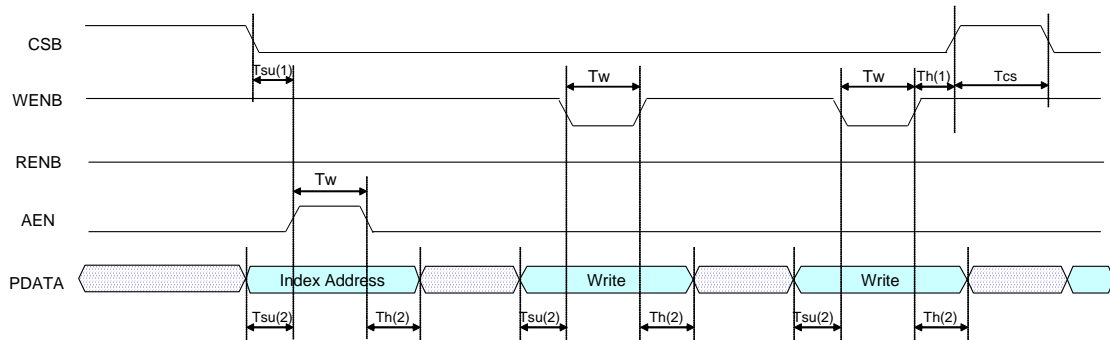 CSB
Tsu(1)
Tw
Tw
Th(1)
Tcs
WENB
RENB
Tw
AEN
PDATA
Index Address
Write
Write
Tsu(2)
Th(2)
Tsu(2)
Th(2)
Tsu(2)
Th(2)